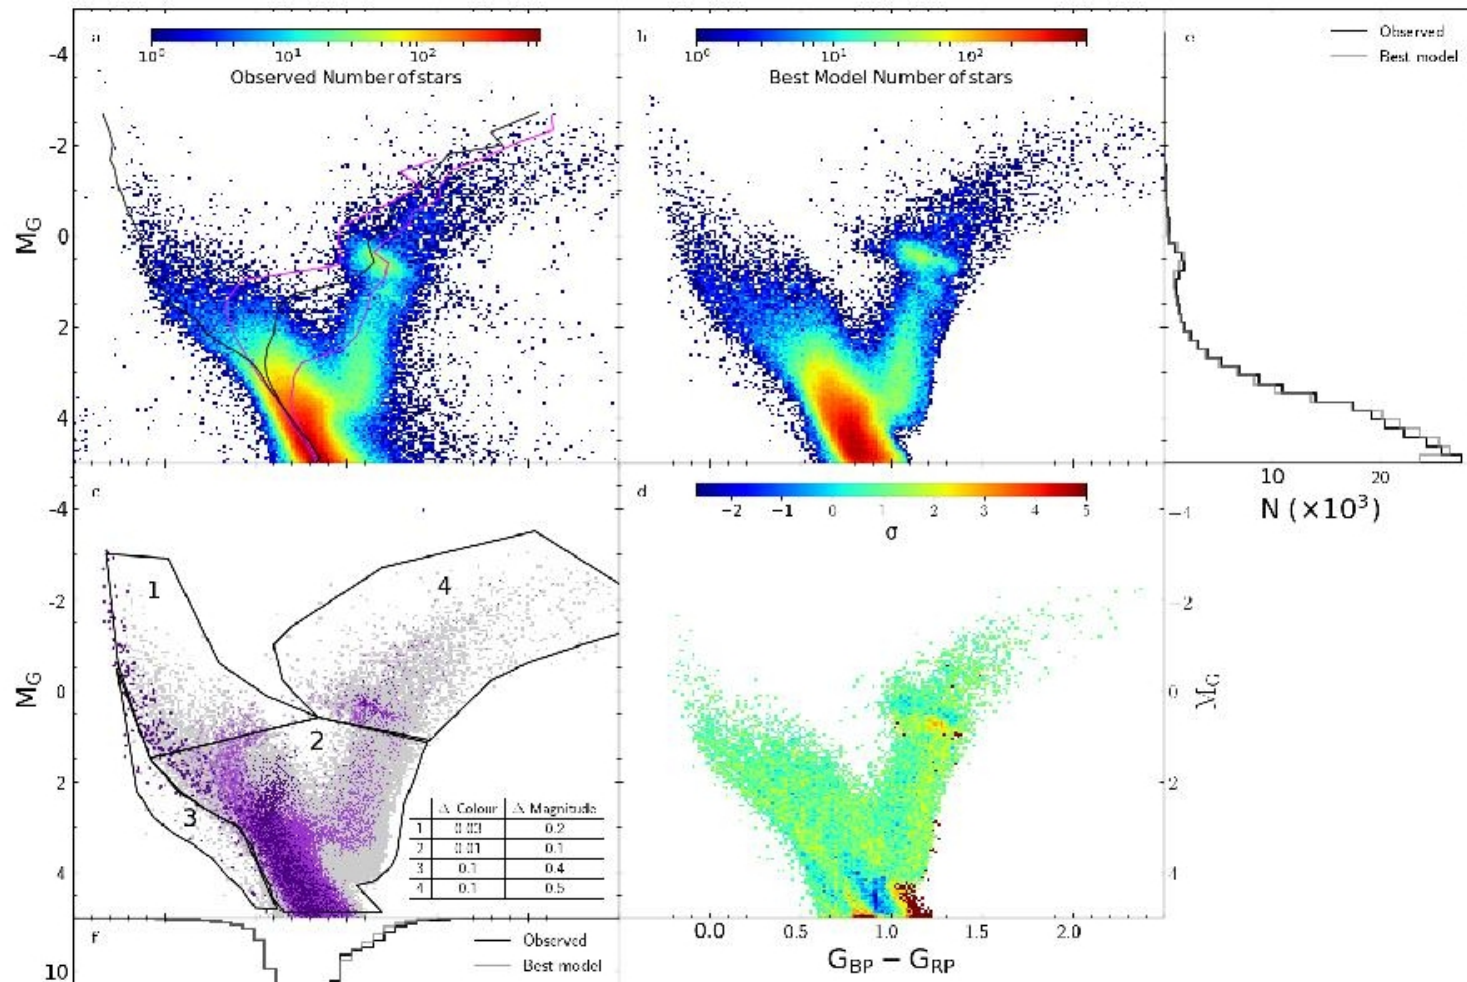 a
10⁰ 10¹ 10²
Observed Number of stars
b
10⁰ 10¹ 10²
Best Model Number of stars
e
Observed
Best model
-4
-2
0
2
4
M_G
10 20
N (×10³)
c
1
4
2
3
Δ Colour Δ Magnitude
1 0.03 0.2
2 0.01 0.1
3 0.1 0.4
4 0.1 0.5
-4
-2
0
2
4
M_G
d
-2 -1 0 1 2 3 4 5
σ
-4
-2
0
2
4
M_G
0.0 0.5 1.0 1.5 2.0
G_BP − G_RP
f
Observed
Best model
10